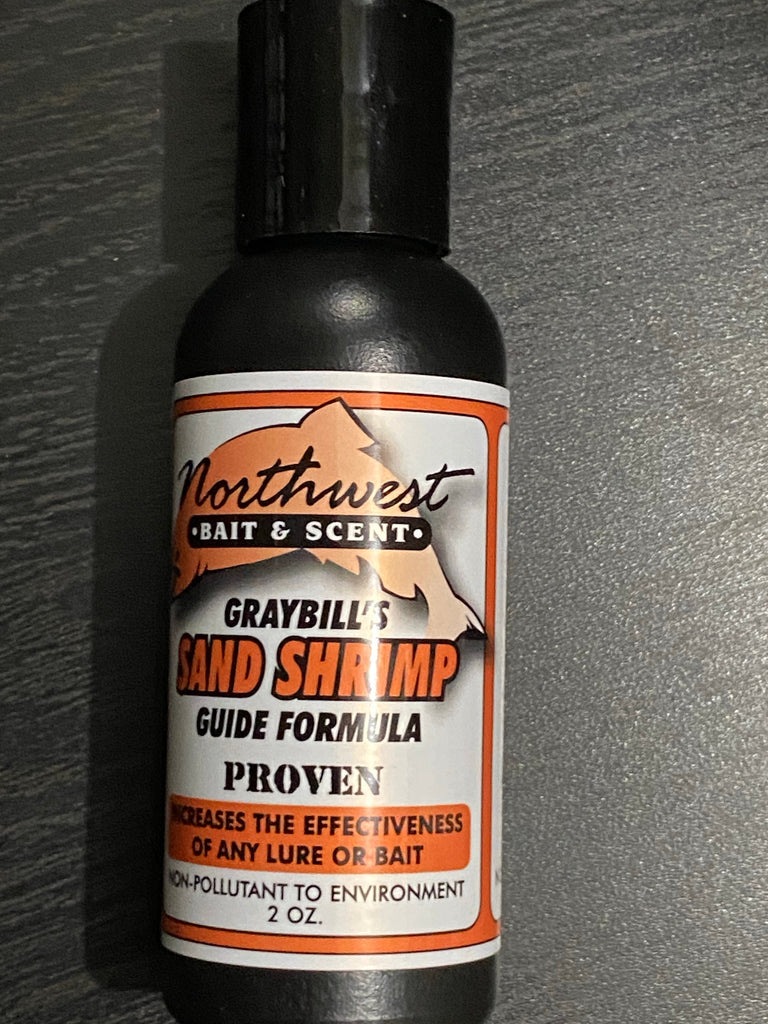 Northwest
•BAIT & SCENT•
GRAYBILL'S
SAND SHRIMP
GUIDE FORMULA
PROVEN
INCREASES THE EFFECTIVENESS
OF ANY LURE OR BAIT
NON-POLLUTANT TO ENVIRONMENT
2 OZ.